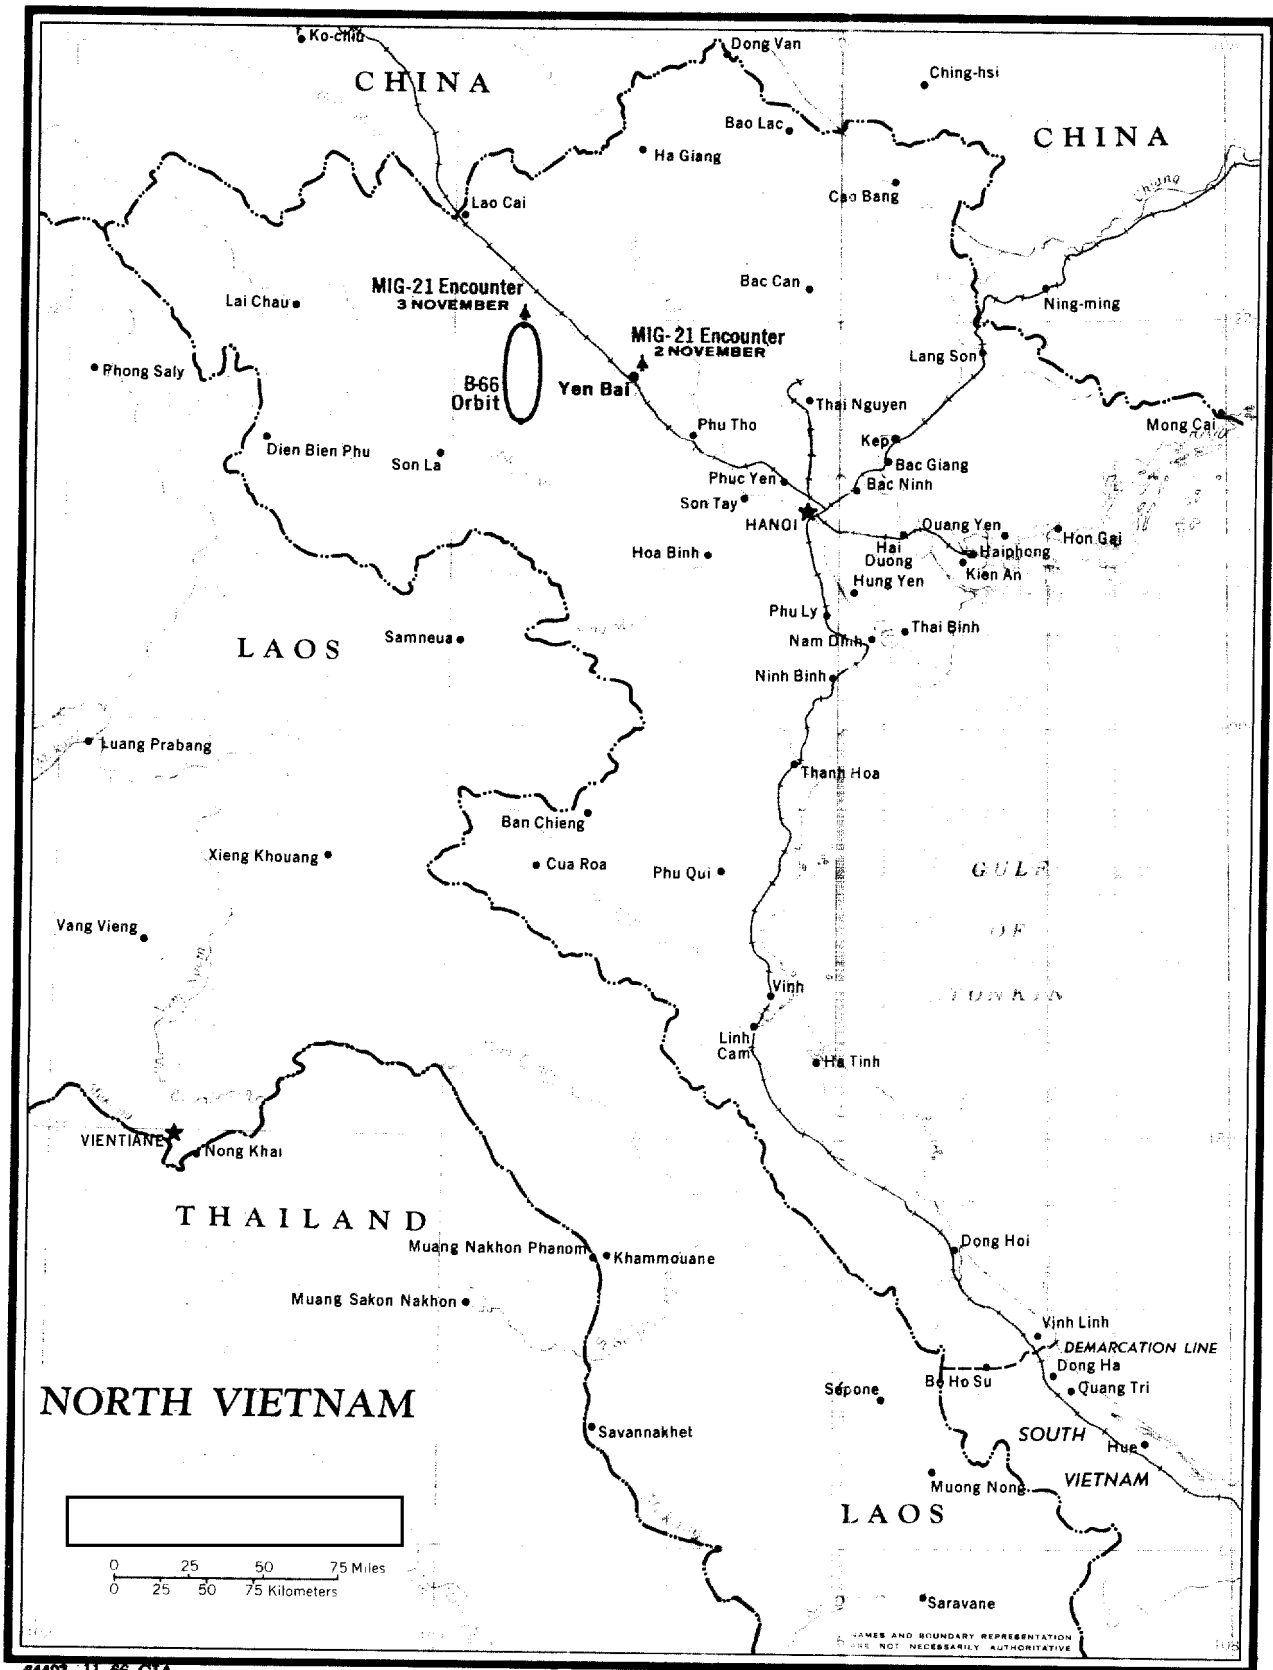 Ko-chiu
Dong Van
CHINA
Ching-hsi
Bao Lac
CHINA
Ha Giang
Chiang
Cao Bang
Lao Cai
Bac Can
MIG-21 Encounter
3 NOVEMBER
Lai Chau
Ning-ming
MIG-21 Encounter
2 NOVEMBER
Lang Son
Phong Saly
B-66
Orbit
Yen Bai
Thai Nguyen
Mong Cai
Phu Tho
Kep
Dien Bien Phu
Son La
Bac Giang
Phuc Yen
Bac Ninh
Son Tay
HANOI
Quang Yen
Hon Gai
Hai
Duong
Haiphong
Hoa Binh
Kien An
Hung Yen
Phu Ly
Thai Binh
Samneua
Nam Dinh
LAOS
Ninh Binh
Luang Prabang
Thanh Hoa
Ban Chieng
Xieng Khouang
Cua Roa
Phu Qui
GULF
OF
TONKIN
Vang Vieng
Vinh
Linh
Cam
Ha Tinh
VIENTIANE
Nong Khai
THAILAND
Muang Nakhon Phanom
Khammouane
Dong Hoi
Muang Sakon Nakhon
Vinh Linh
DEMARCATION LINE
Dong Ha
Bo Ho Su
Quang Tri
Sépone
NORTH VIETNAM
Savannakhet
SOUTH
VIETNAM
Hue
Muong Nong
LAOS
0 25 50 75 Miles
0 25 50 75 Kilometers
Saravane
NAMES AND BOUNDARY REPRESENTATION
ARE NOT NECESSARILY AUTHORITATIVE
11-66 CIA